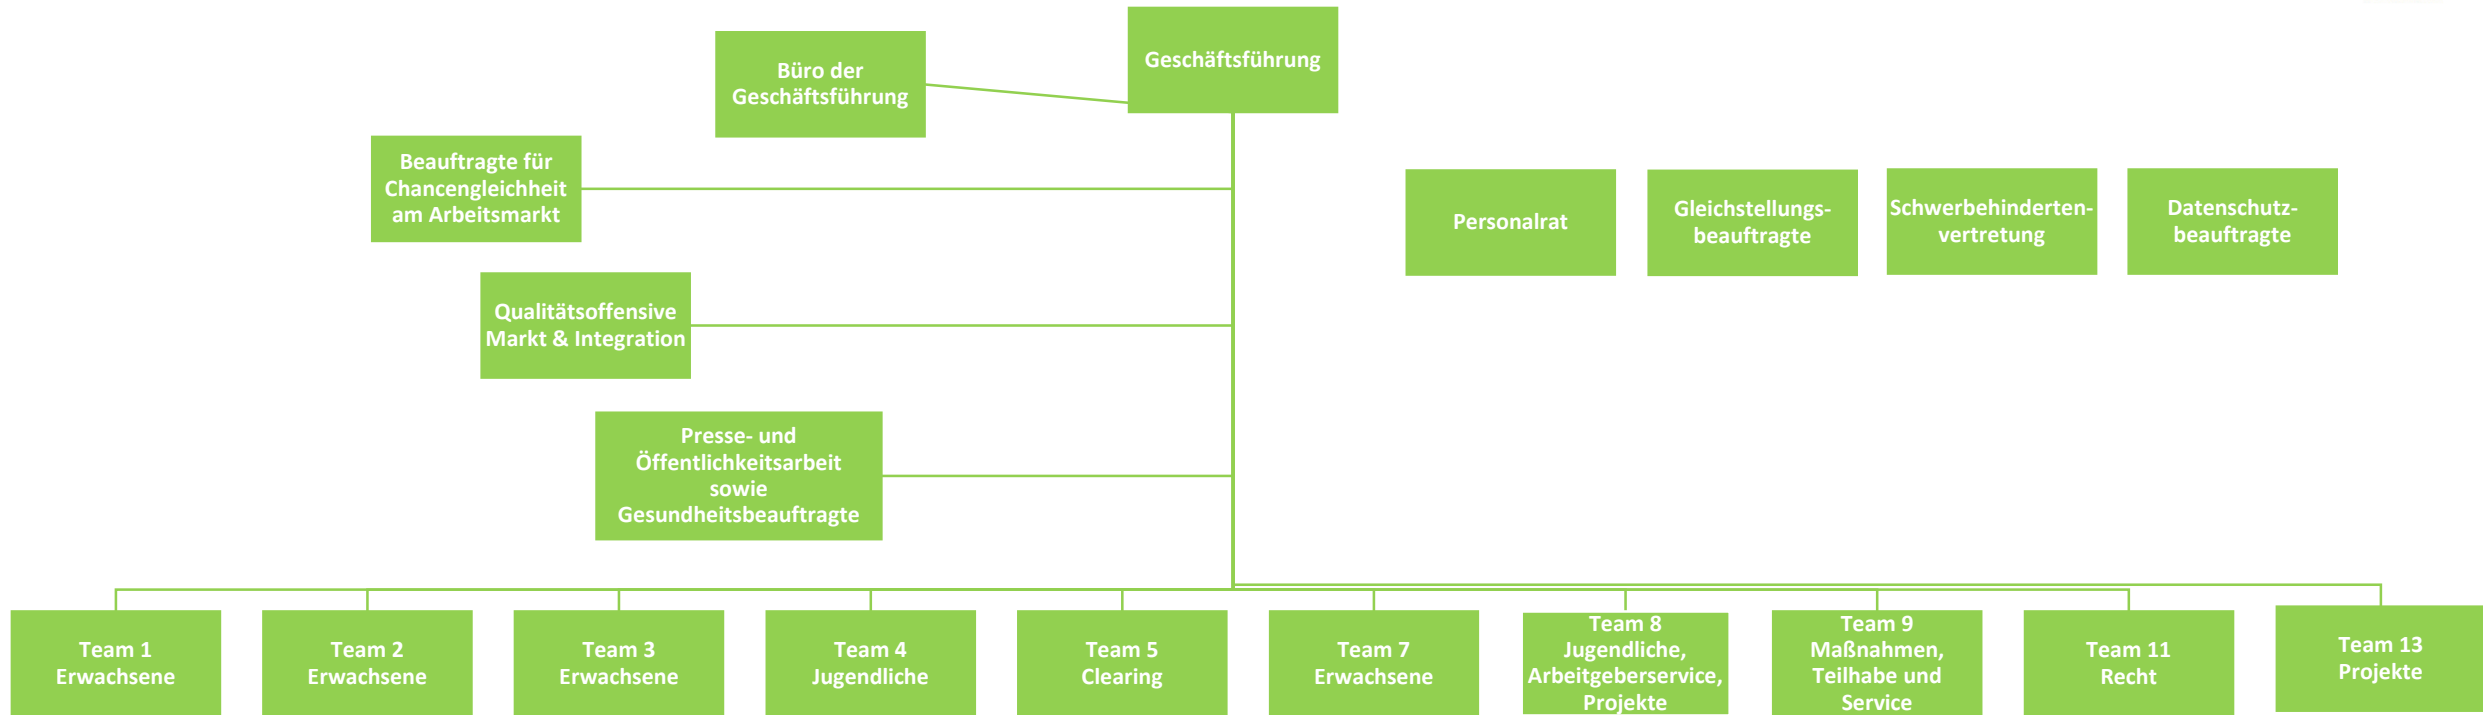 Geschäftsführung
Büro der
Geschäftsführung
Beauftragte für
Chancengleichheit
am Arbeitsmarkt
Personalrat
Gleichstellungs-
beauftragte
Schwerbehinderten-
vertretung
Datenschutz-
beauftragte
Qualitätsoffensive
Markt & Integration
Presse- und
Öffentlichkeitsarbeit
sowie
Gesundheitsbeauftragte
Team 1
Erwachsene
Team 2
Erwachsene
Team 3
Erwachsene
Team 4
Jugendliche
Team 5
Clearing
Team 7
Erwachsene
Team 8
Jugendliche,
Arbeitgeberservice,
Projekte
Team 9
Maßnahmen,
Teilhabe und
Service
Team 11
Recht
Team 13
Projekte